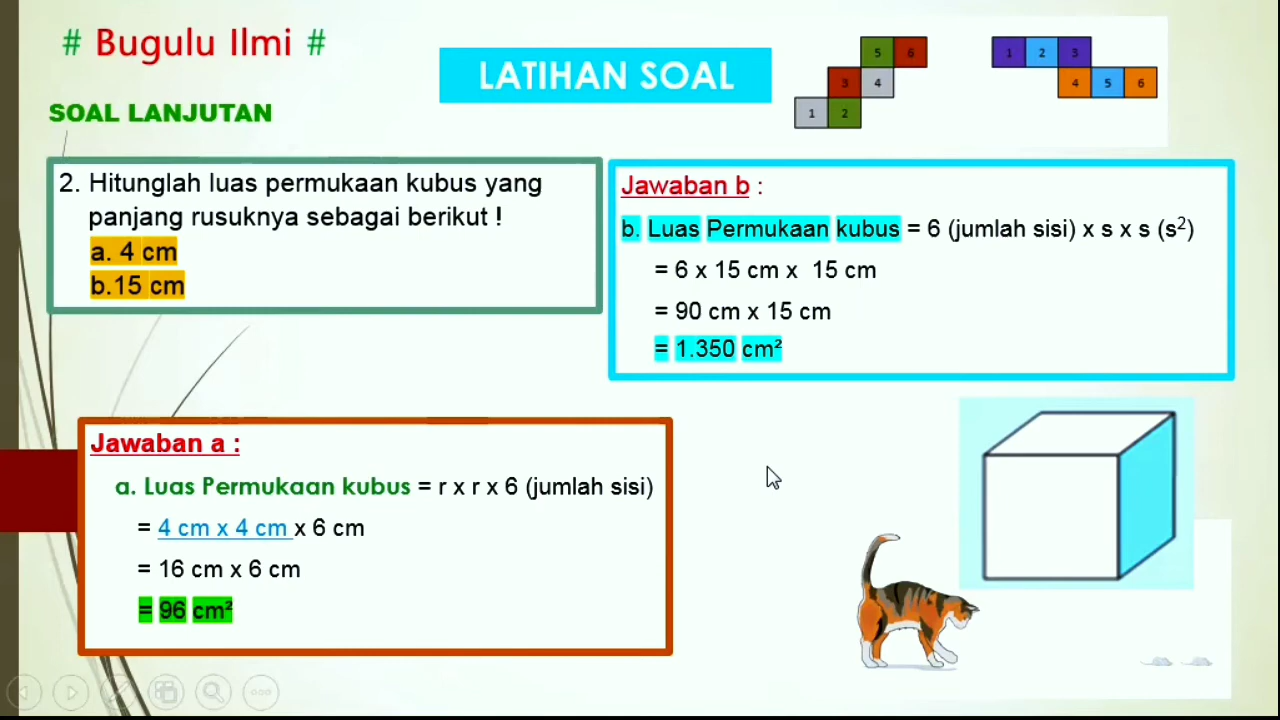 # Bugulu Ilmi #
LATIHAN SOAL
5 6
3 4
1 2
1 2 3
4 5 6
SOAL LANJUTAN
2. Hitunglah luas permukaan kubus yang
panjang rusuknya sebagai berikut !
a. 4 cm
b.15 cm
Jawaban b :
b. Luas Permukaan kubus = 6 (jumlah sisi) x s x s (s²)
= 6 x 15 cm x 15 cm
= 90 cm x 15 cm
= 1.350 cm²
Jawaban a :
a. Luas Permukaan kubus = r x r x 6 (jumlah sisi)
= 4 cm x 4 cm x 6 cm
= 16 cm x 6 cm
= 96 cm²